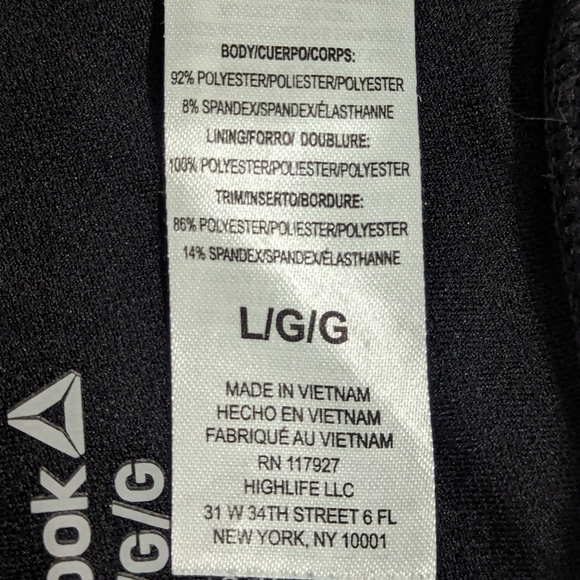 BODY/CUERPO/CORPS:
92% POLYESTER/POLIESTER/POLYESTER
8% SPANDEX/SPANDEX/ÉLASTHANNE
LINING/FORRO/ DOUBLURE:
100% POLYESTER/POLIESTER/POLYESTER
TRIM/INSERTO/BORDURE:
86% POLYESTER/POLIESTER/POLYESTER
14% SPANDEX/SPANDEX/ÉLASTHANNE
L/G/G
MADE IN VIETNAM
HECHO EN VIETNAM
FABRIQUÉ AU VIETNAM
RN 117927
HIGHLIFE LLC
31 W 34TH STREET 6 FL
NEW YORK, NY 10001
ook
/G/G